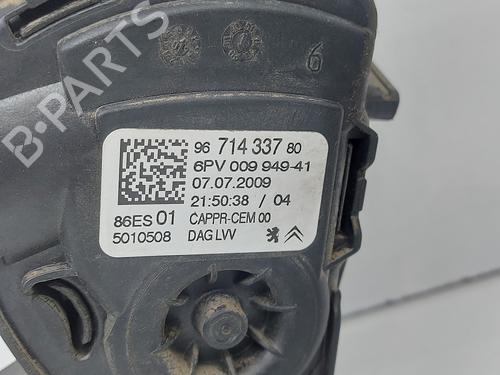 B-PARTS
6
96 714 337 80
6PV 009 949-41
07.07.2009
21:50:38 / 04
86ES 01 CAPPR-CEM 00
5010508 DAG LVV